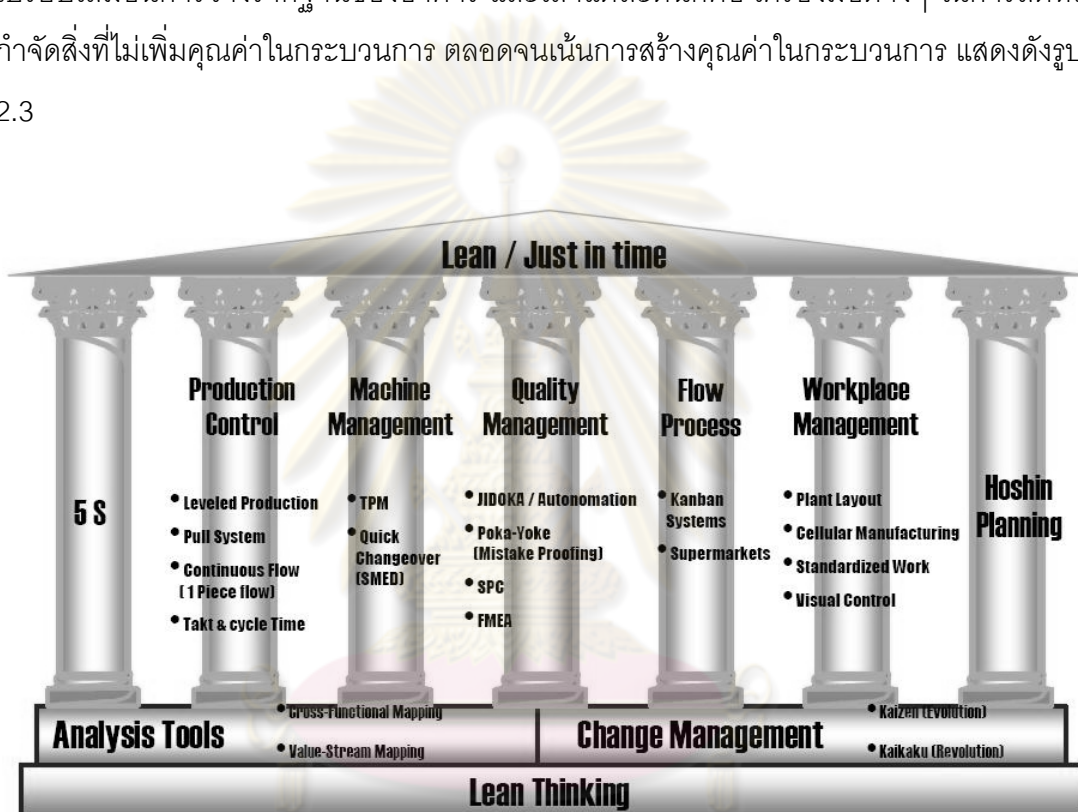 กำจัดสิ่งที่ไม่เพิ่มคุณค่าในกระบวนการ ตลอดจนเน้นการสร้างคุณค่าในกระบวนการ แสดงดังรูป
2.3
Lean / Just in time
5 S
Production
Control
• Leveled Production
• Pull System
• Continuous Flow
( 1 Piece flow)
• Takt & cycle Time
Machine
Management
• TPM
• Quick
Changeover
(SMED)
Quality
Management
• JIDOKA / Autonomation
• Poka-Yoke
(Mistake Proofing)
• SPC
• FMEA
Flow
Process
• Kanban
Systems
• Supermarkets
Workplace
Management
• Plant Layout
• Cellular Manufacturing
• Standardized Work
• Visual Control
Hoshin
Planning
Analysis Tools
• Cross-Functional Mapping
• Value-Stream Mapping
Change Management
• Kaizen (Evolution)
• Kaikaku (Revolution)
Lean Thinking